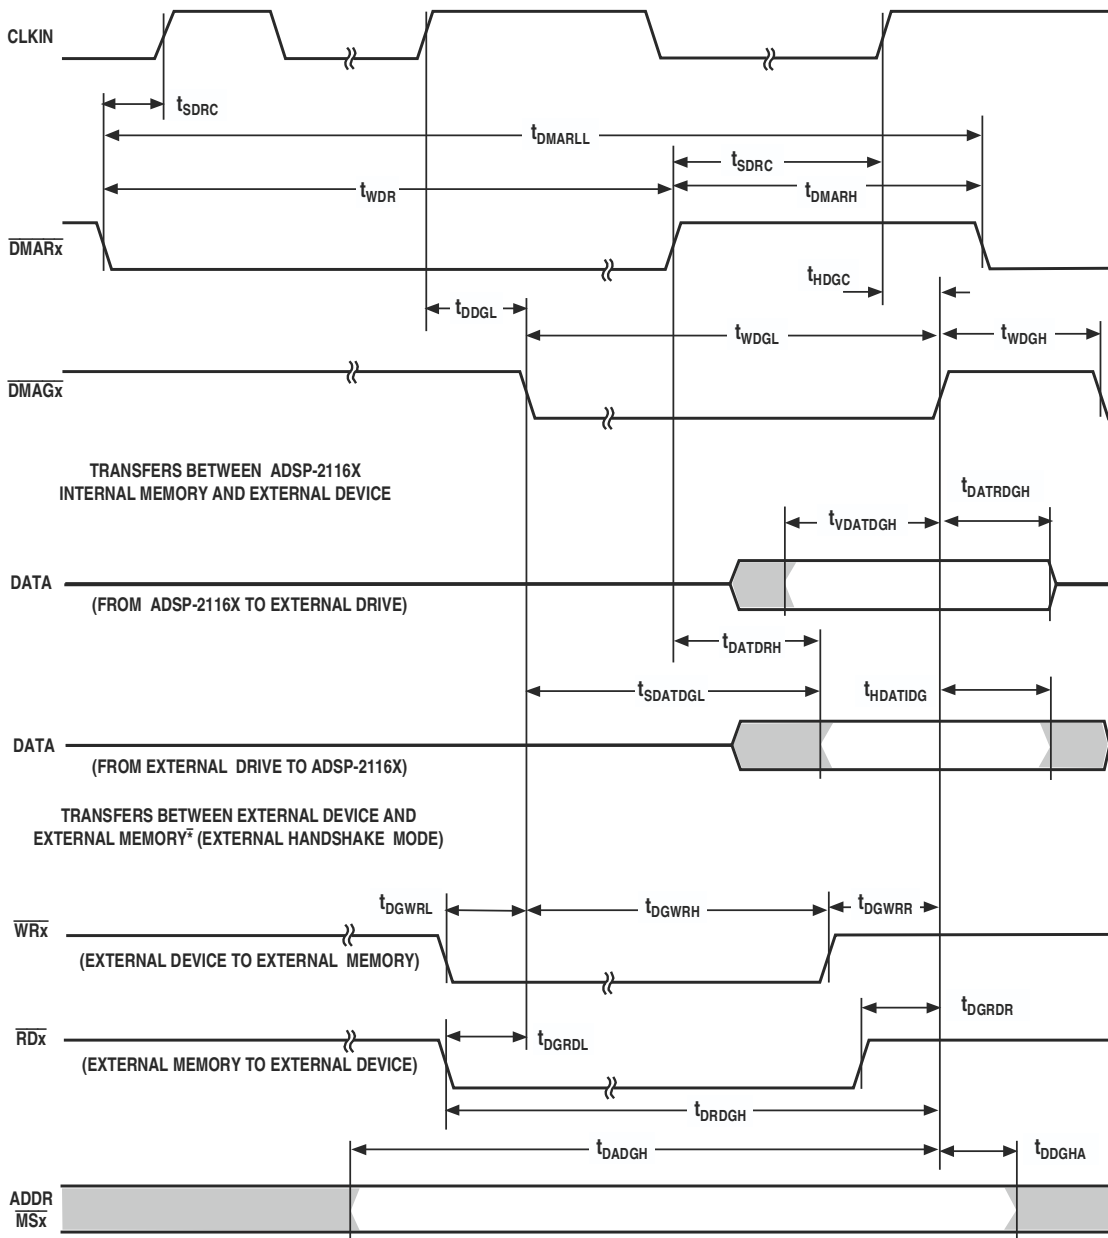 CLKIN
tSDRC
tDMARLL
tSDRC
tWDR
tDMARH
DMARx
tHDGC
tDDGL
tWDGL
tWDGH
DMAGx
TRANSFERS BETWEEN ADSP-2116X
INTERNAL MEMORY AND EXTERNAL DEVICE
tDATRDGH
tVDATDGH
DATA
(FROM ADSP-2116X TO EXTERNAL DRIVE)
tDATDRH
tSDATDGL
tHDATIDG
DATA
(FROM EXTERNAL DRIVE TO ADSP-2116X)
TRANSFERS BETWEEN EXTERNAL DEVICE AND
EXTERNAL MEMORY* (EXTERNAL HANDSHAKE MODE)
tDGWRL
tDGWRH
tDGWRR
WRx
(EXTERNAL DEVICE TO EXTERNAL MEMORY)
tDGRDR
RDx
tDGRDL
(EXTERNAL MEMORY TO EXTERNAL DEVICE)
tDRDGH
tDADGH
tDDGHA
ADDR
MSx